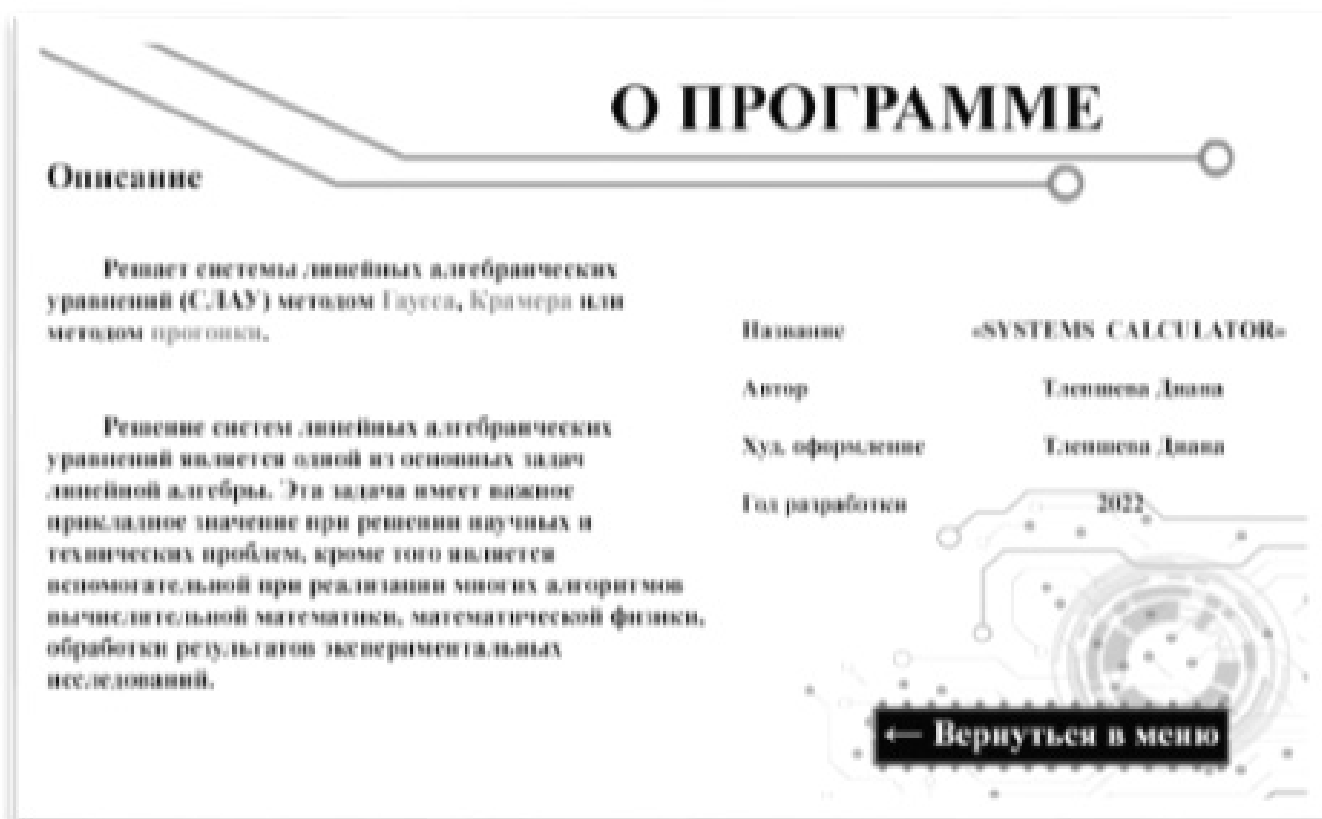 О ПРОГРАММЕ
Описание
Решает системы линейных алгебраических
уравнений (СЛАУ) методом Гаусса, Крамера или
методом прогонки.
Решение систем линейных алгебраических
уравнений является одной из основных задач
линейной алгебры. Эта задача имеет важное
прикладное значение при решении научных и
технических проблем, кроме того является
вспомогательной при реализации многих алгоритмов
вычислительной математики, математической физики,
обработки результатов экспериментальных
исследований.
Название «SYSTEMS CALCULATOR»
Автор Тлепшева Диана
Худ. оформление Тлепшева Диана
Год разработки 2022
← Вернуться в меню